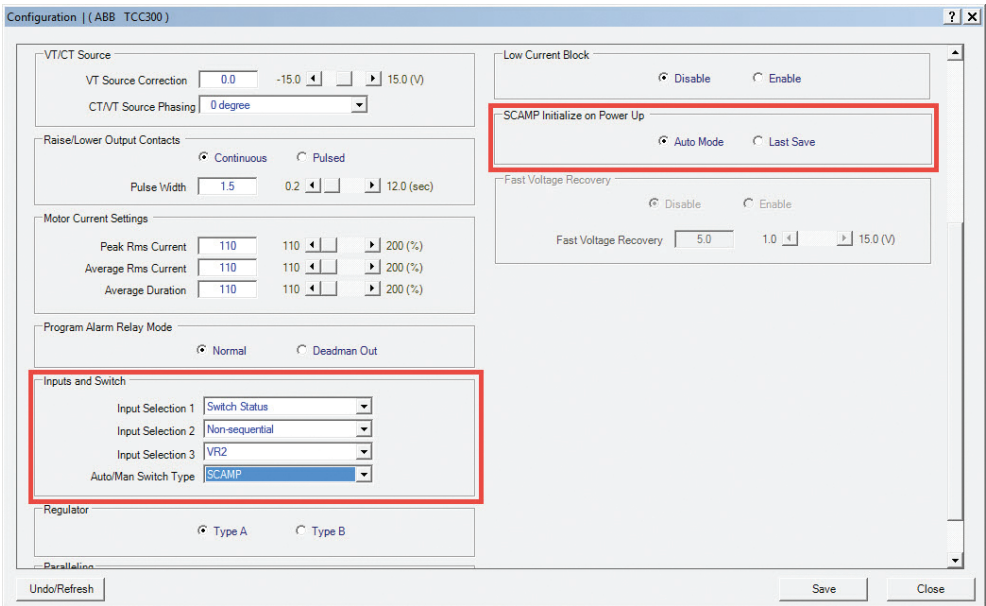 Configuration | ( ABB TCC300 )
? x
VT/CT Source
VT Source Correction 0.0 -15.0 15.0 (V)
CT/VT Source Phasing 0 degree
Raise/Lower Output Contacts
Continuous Pulsed
Pulse Width 1.5 0.2 12.0 (sec)
Motor Current Settings
Peak Rms Current 110 110 200 (%)
Average Rms Current 110 110 200 (%)
Average Duration 110 110 200 (%)
Program Alarm Relay Mode
Normal Deadman Out
Inputs and Switch
Input Selection 1 Switch Status
Input Selection 2 Non-sequential
Input Selection 3 VR2
Auto/Man Switch Type SCAMP
Regulator
Type A Type B
Paralleling
Low Current Block
Disable Enable
SCAMP Initialize on Power Up
Auto Mode Last Save
Fast Voltage Recovery
Disable Enable
Fast Voltage Recovery 5.0 1.0 15.0 (V)
Undo/Refresh Save Close